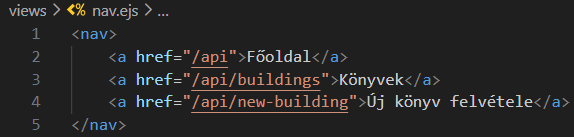 views > <% nav.ejs > ...
1 <nav>
2 <a href="/api">Főoldal</a>
3 <a href="/api/buildings">Könyvek</a>
4 <a href="/api/new-building">Új könyv felvétele</a>
5 </nav>